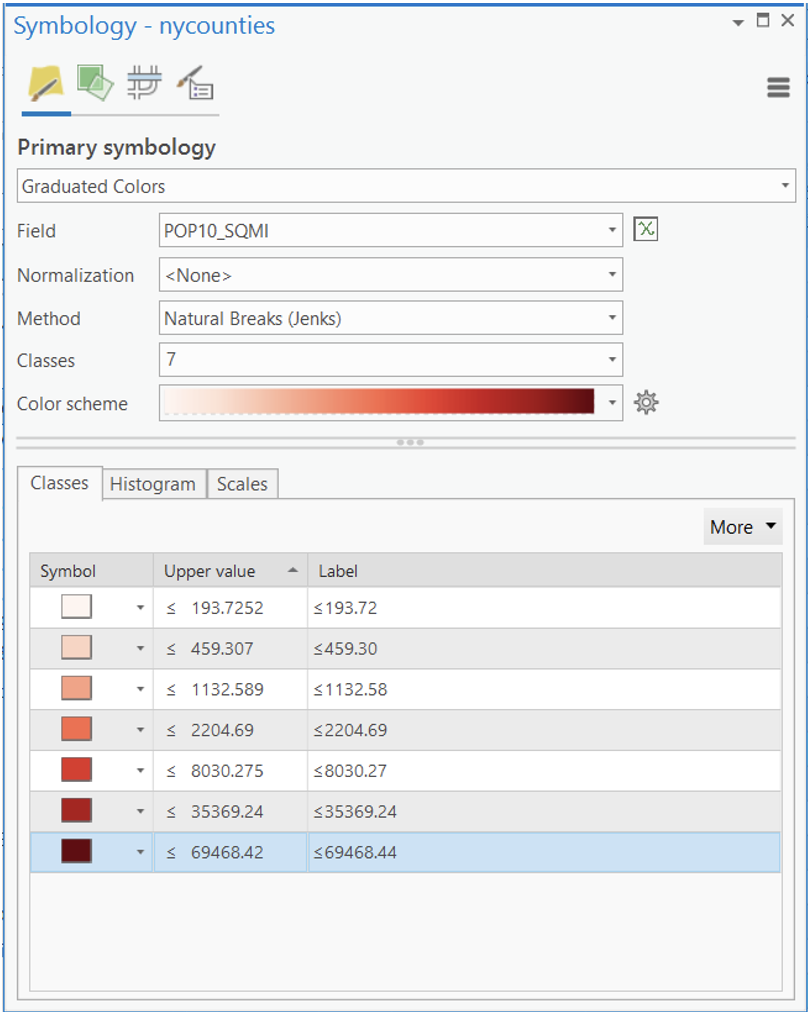 Symbology - nycounties
Primary symbology
Graduated Colors
Field POP10_SQMI
Normalization <None>
Method Natural Breaks (Jenks)
Classes 7
Color scheme
Classes Histogram Scales
More
Symbol Upper value Label
≤ 193.7252 ≤193.72
≤ 459.307 ≤459.30
≤ 1132.589 ≤1132.58
≤ 2204.69 ≤2204.69
≤ 8030.275 ≤8030.27
≤ 35369.24 ≤35369.24
≤ 69468.42 ≤69468.44